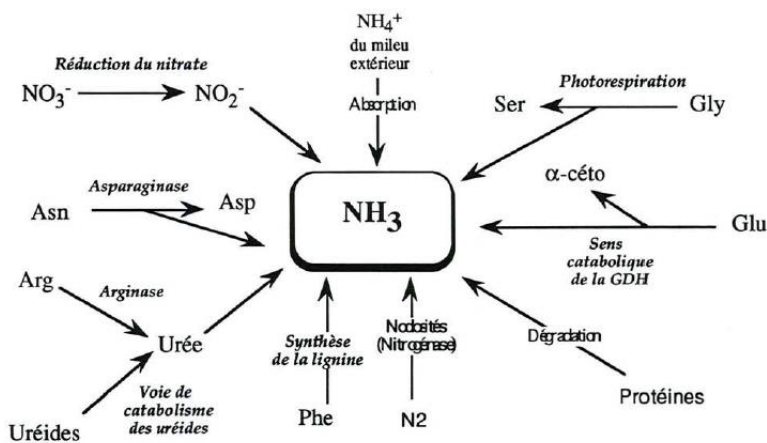 NH₄⁺
du mileu
extérieur
Absorption
Réduction du nitrate
NO₃⁻
NO₂⁻
Photorespiration
Ser
Gly
Asparaginase
Asn
Asp
NH₃
α-céto
Glu
Sens
catabolique
de la GDH
Arg
Arginase
Urée
Voie de
catabolisme
des uréides
Uréides
Synthèse
de la lignine
Phe
Nodosités
(Nitrogénase)
N2
Dégradation
Protéines